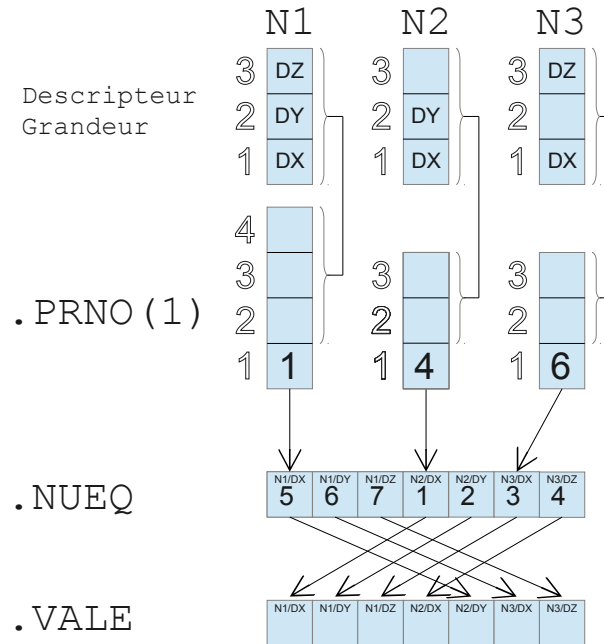 N1 N2 N3
3 DZ 3 3 DZ
Descripteur
Grandeur
2 DY 2 DY 2
1 DX 1 DX 1 DX
4
3 3 3
.PRNO(1)
2 2 2
1 1 1 4 1 6
.NUEQ
N1/DX N1/DY N1/DZ N2/DX N2/DY N3/DX N3/DZ
5 6 7 1 2 3 4
.VALE
N1/DX N1/DY N1/DZ N2/DX N2/DY N3/DX N3/DZ